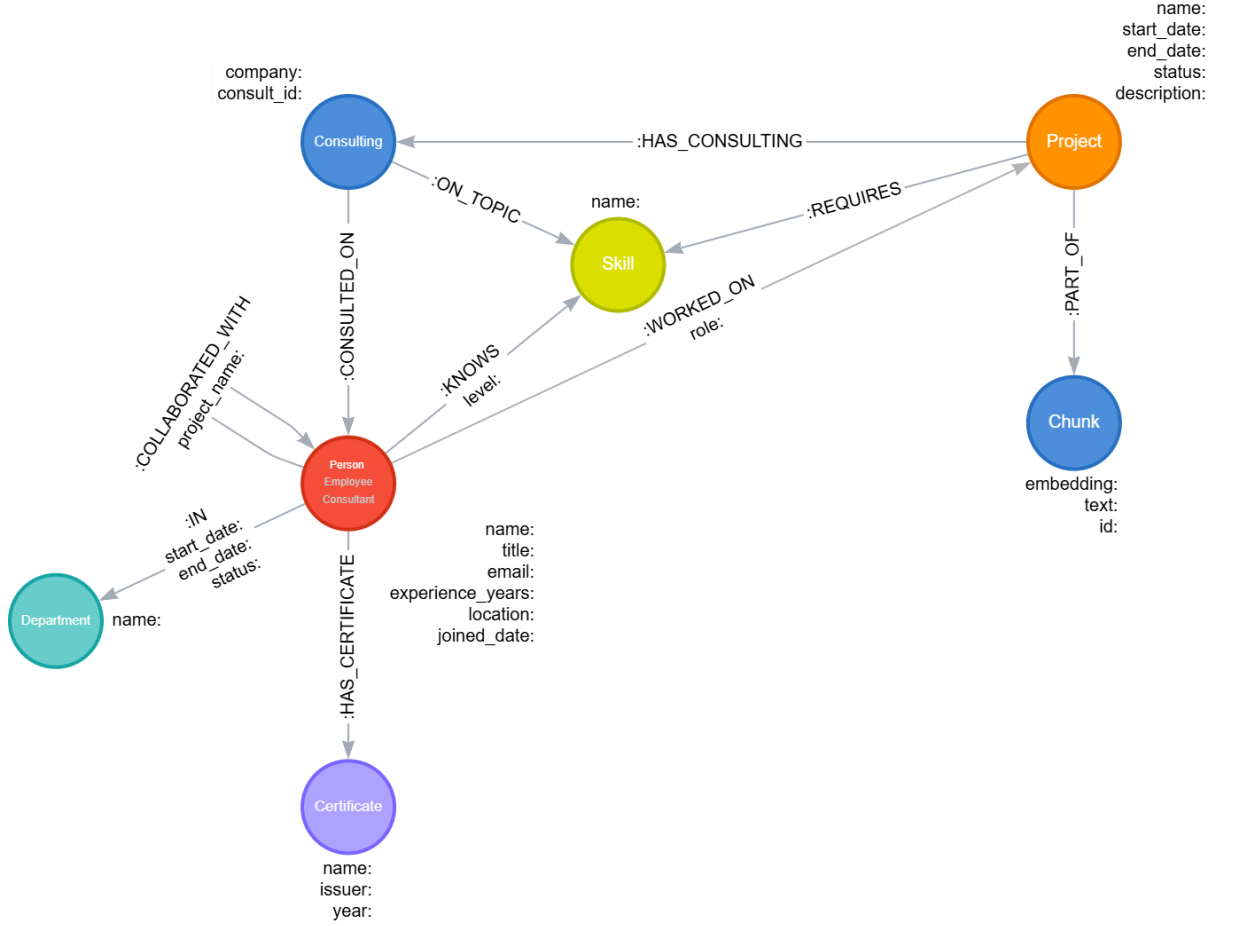 name:
start_date:
end_date:
status:
description:
company:
consult_id:
Consulting
:HAS_CONSULTING
Project
:ON_TOPIC
:REQUIRES
name:
Skill
:CONSULTED_ON
:PART_OF
:WORKED_ON
role:
:COLLABORATED_WITH
project_name:
:KNOWS
level:
Chunk
embedding:
text:
id:
Person
Employee
Consultant
:IN
start_date:
end_date:
status:
name:
title:
email:
experience_years:
location:
joined_date:
Department
name:
:HAS_CERTIFICATE
Certificate
name:
issuer:
year: